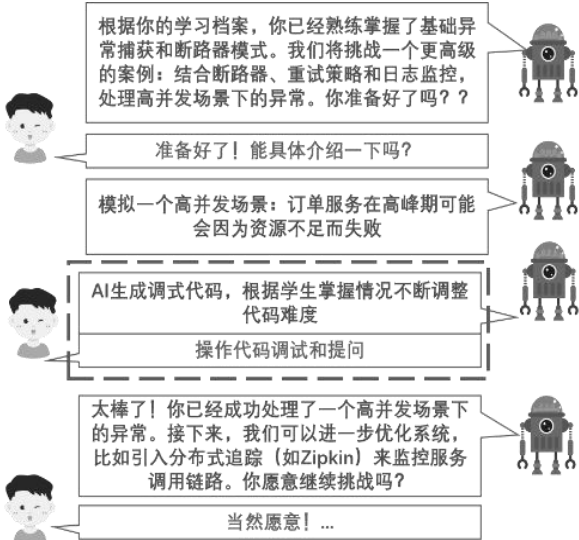 根据你的学习档案，你已经熟练掌握了基础异
常捕获和断路器模式。我们将挑战一个更高级
的案例：结合断路器、重试策略和日志监控，
处理高并发场景下的异常。你准备好了吗？？
准备好了！能具体介绍一下吗？
模拟一个高并发场景：订单服务在高峰期可能
会因为资源不足而失败
AI生成调式代码，根据学生掌握情况不断调整
代码难度
操作代码调试和提问
太棒了！你已经成功处理了一个高并发场景下
的异常。接下来，我们可以进一步优化系统，
比如引入分布式追踪（如Zipkin）来监控服务
调用链路。你愿意继续挑战吗？
当然愿意！...